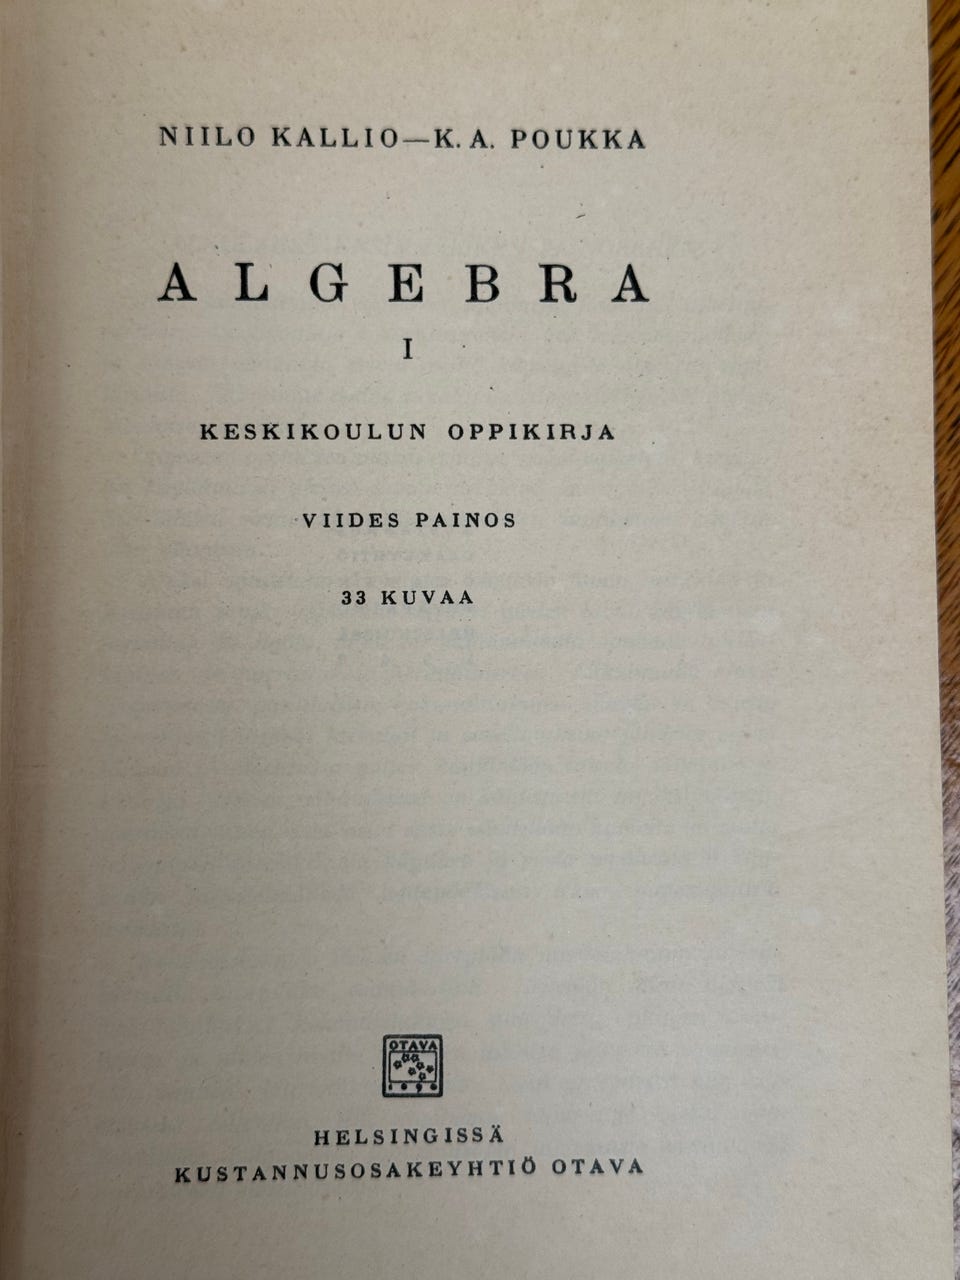 NIILO KALLIO—K. A. POUKKA
ALGEBRA
I
KESKIKOULUN OPPIKIRJA
VIIDES PAINOS
33 KUVAA
OTAVA
HELSINGISSÄ
KUSTANNUSOSAKEYHTIÖ OTAVA